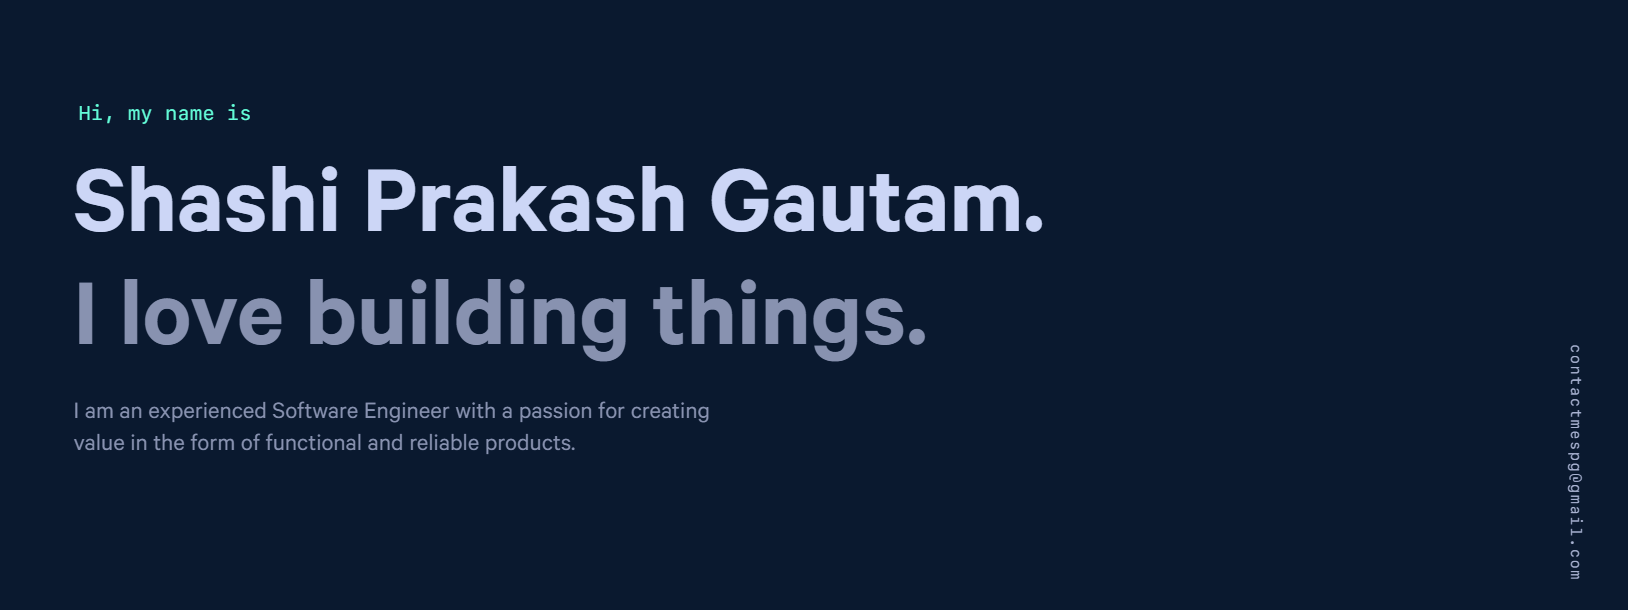 Hi, my name is
Shashi Prakash Gautam.
I love building things.
I am an experienced Software Engineer with a passion for creating
value in the form of functional and reliable products.
contactmespg@gmail.com